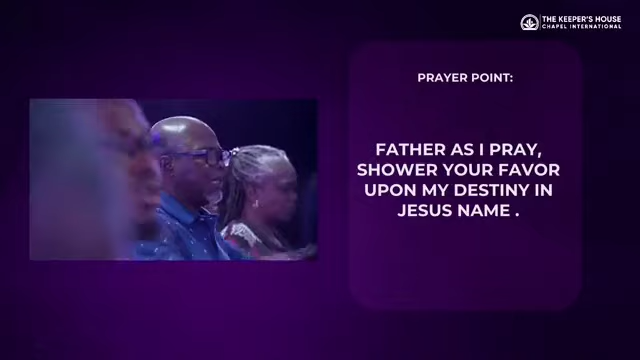 THE KEEPER'S HOUSE
CHAPEL INTERNATIONAL
PRAYER POINT:
FATHER AS I PRAY,
SHOWER YOUR FAVOR
UPON MY DESTINY IN
JESUS NAME .